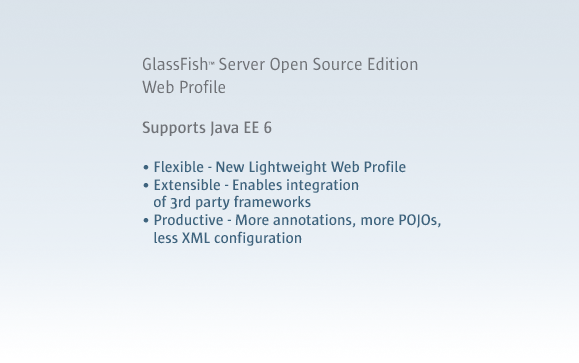 GlassFish™ Server Open Source Edition
Web Profile
Supports Java EE 6
• Flexible - New Lightweight Web Profile
• Extensible - Enables integration
of 3rd party frameworks
• Productive - More annotations, more POJOs,
less XML configuration